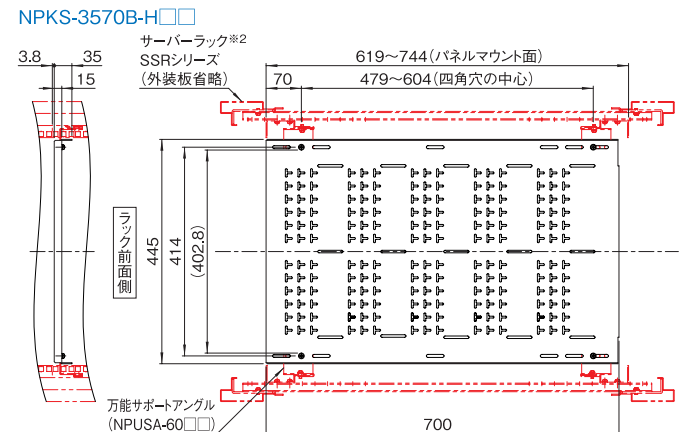 NPKS-3570B-H□□
サーバーラック※2
SSRシリーズ
(外装板省略)
3.8
35
15
619〜744(パネルマウント面)
70
479〜604(四角穴の中心)
ラック前面側
445
414
(402.8)
万能サポートアングル
(NPUSA-60□□)
700